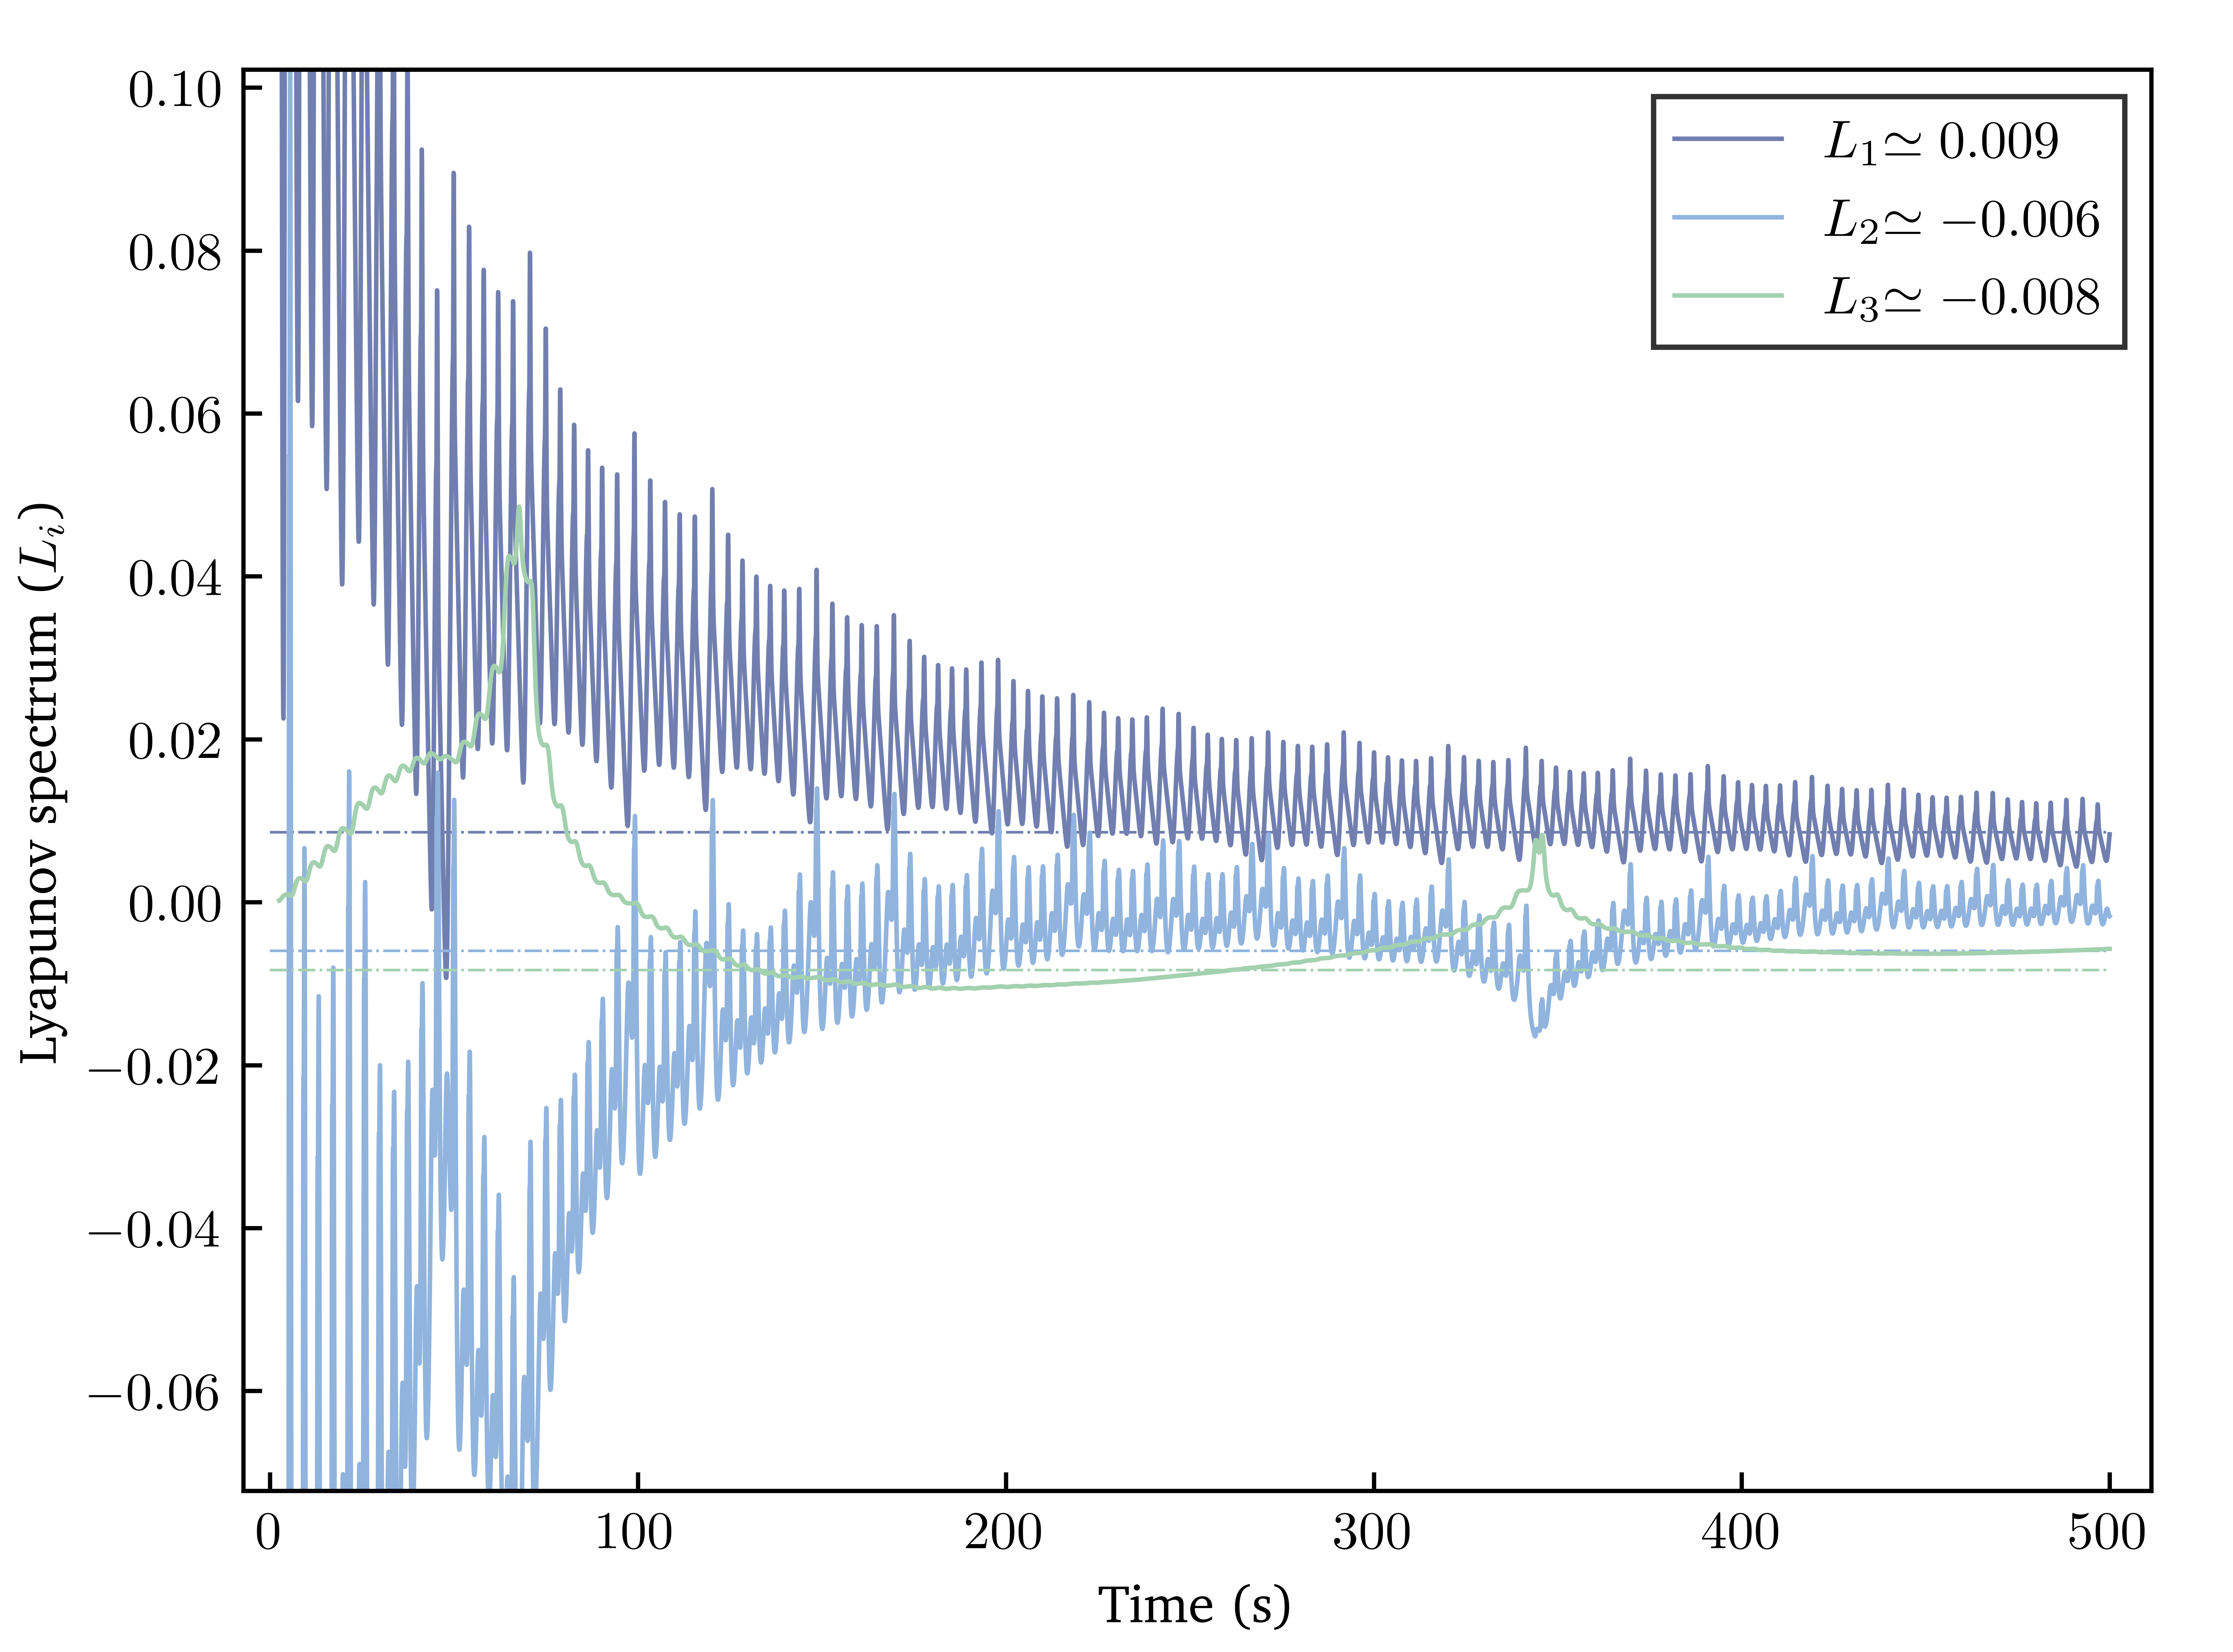 0.10
0.08
0.06
0.04
0.02
0.00
−0.02
−0.04
−0.06
Lyapunov spectrum (L_i)
L_1 ≃ 0.009
L_2 ≃ −0.006
L_3 ≃ −0.008
0 100 200 300 400 500
Time (s)